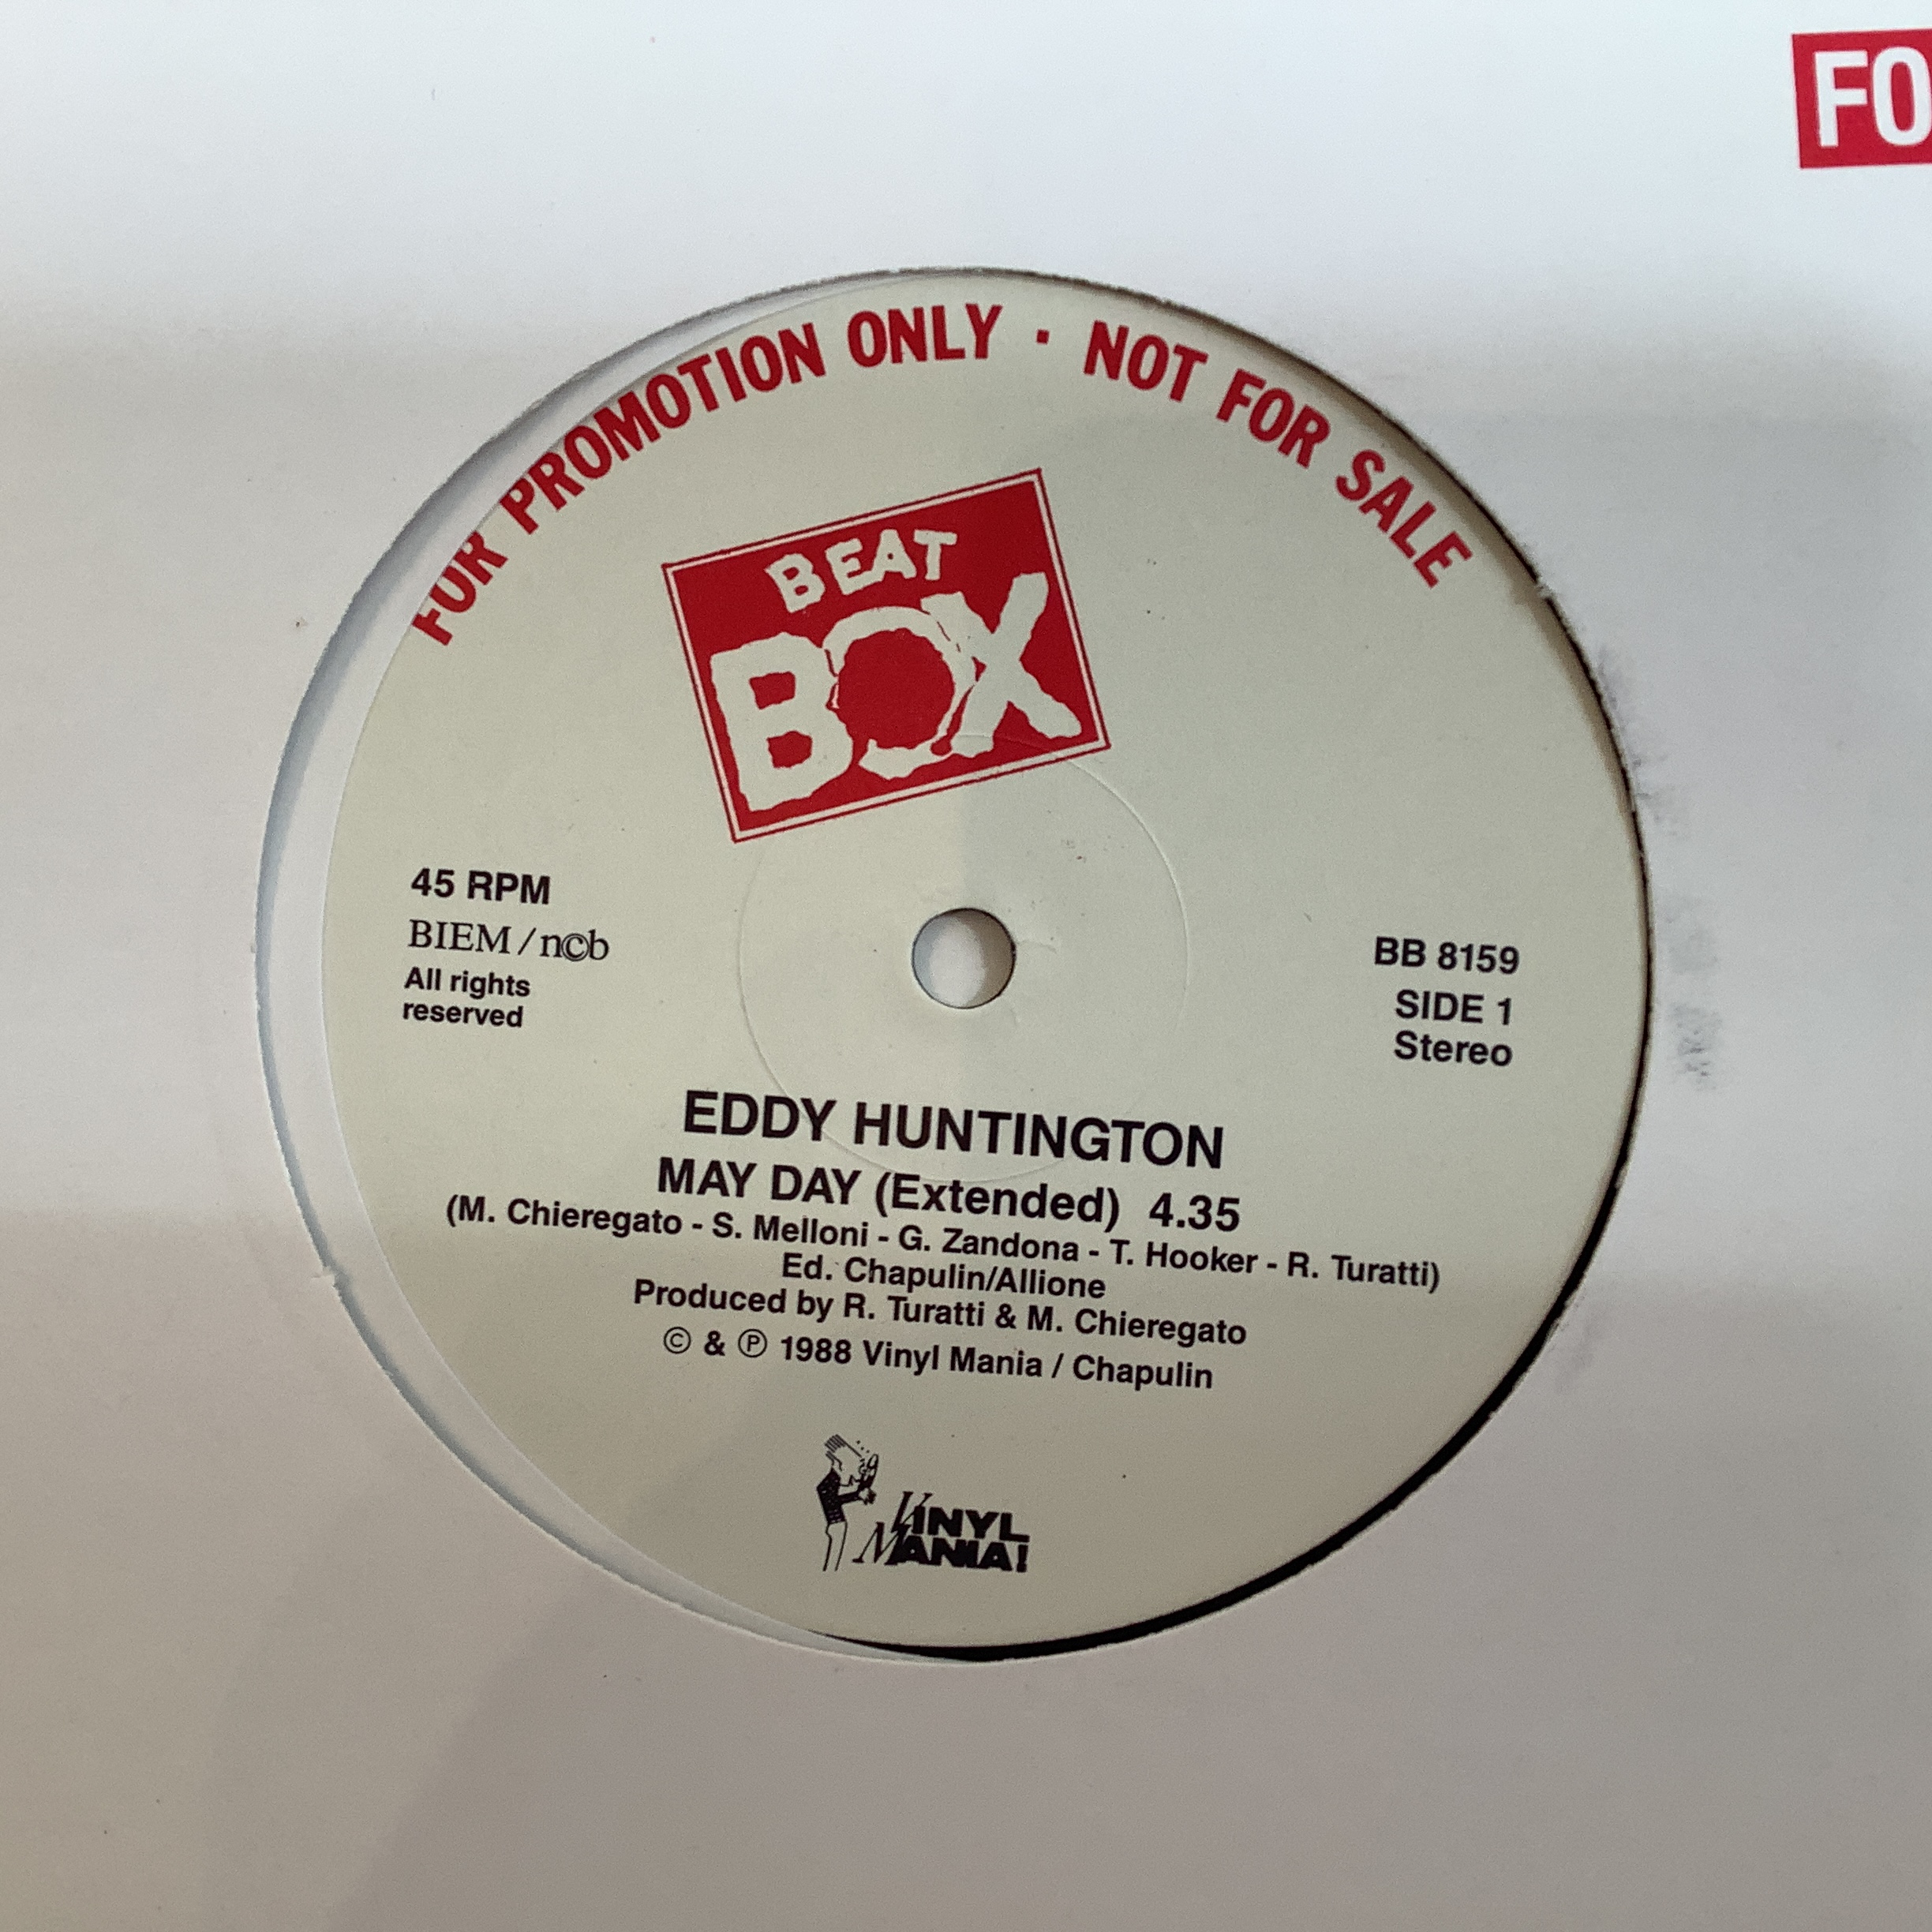 FO
FOR PROMOTION ONLY · NOT FOR SALE
BEAT
BOX
45 RPM
BIEM / n©b
All rights
reserved
BB 8159
SIDE 1
Stereo
EDDY HUNTINGTON
MAY DAY (Extended) 4.35
(M. Chieregato - S. Melloni - G. Zandona - T. Hooker - R. Turatti)
Ed. Chapulin/Allione
Produced by R. Turatti & M. Chieregato
© & ℗ 1988 Vinyl Mania / Chapulin
VINYL
MANIA!